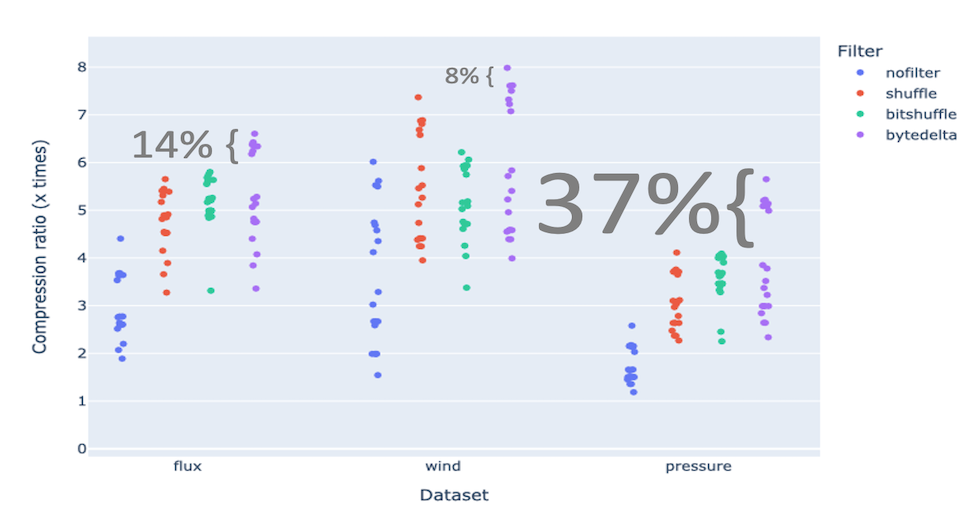 Filter
nofilter
shuffle
bitshuffle
bytedelta
Compression ratio (x times)
8
7
6
5
4
3
2
1
0
14% {
8% {
37%{
flux
wind
pressure
Dataset